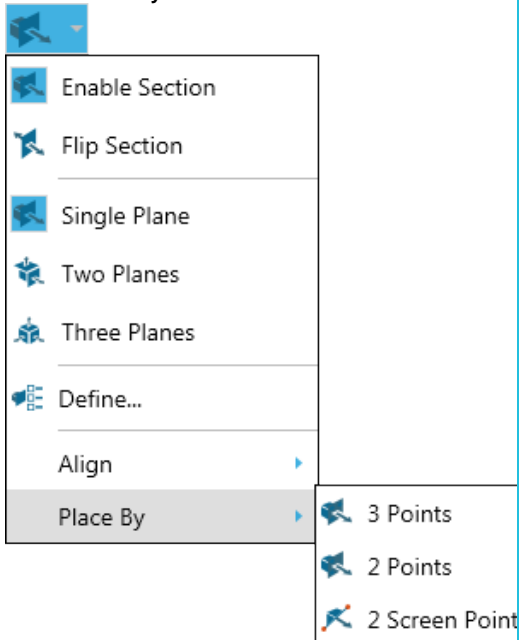 Enable Section
Flip Section
Single Plane
Two Planes
Three Planes
Define...
Align
Place By
3 Points
2 Points
2 Screen Point